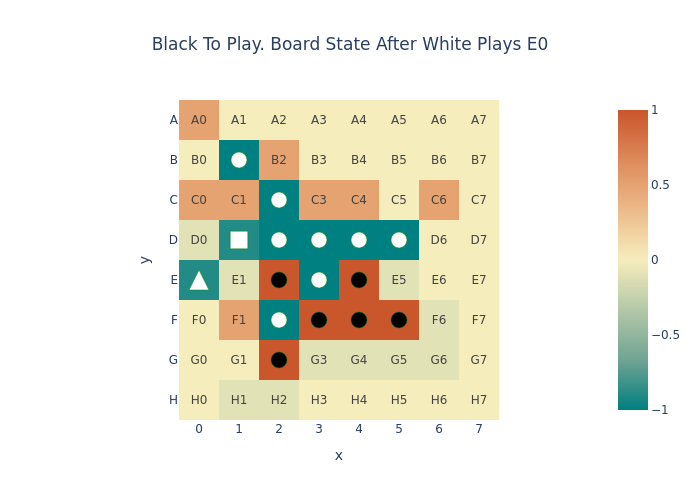 Black To Play. Board State After White Plays E0
A A0 A1 A2 A3 A4 A5 A6 A7
B B0 B2 B3 B4 B5 B6 B7
C C0 C1 C3 C4 C5 C6 C7
D D0 D6 D7
E E1 E5 E6 E7
F F0 F1 F6 F7
G G0 G1 G3 G4 G5 G6 G7
H H0 H1 H2 H3 H4 H5 H6 H7
0 1 2 3 4 5 6 7
x
y
1
0.5
0
−0.5
−1